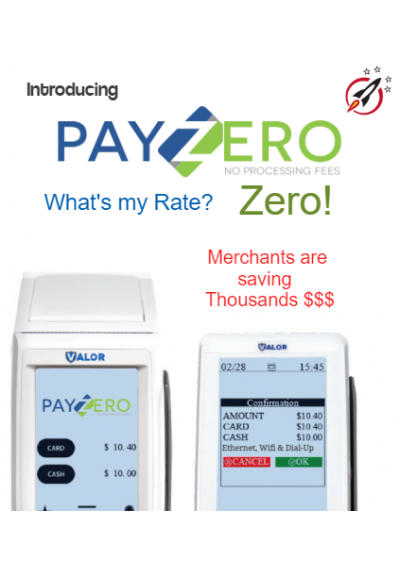 Introducing
PAYZERO
NO PROCESSING FEES
What's my Rate? Zero!
Merchants are
saving
Thousands $$$
VALOR
PAYZERO
CARD $ 10.40
CASH $ 10.00
VALOR
02/28 15:45
Confirmation
AMOUNT $10.40
CARD $10.40
CASH $10.00
Ethernet, Wifi & Dial-Up
CANCEL OK